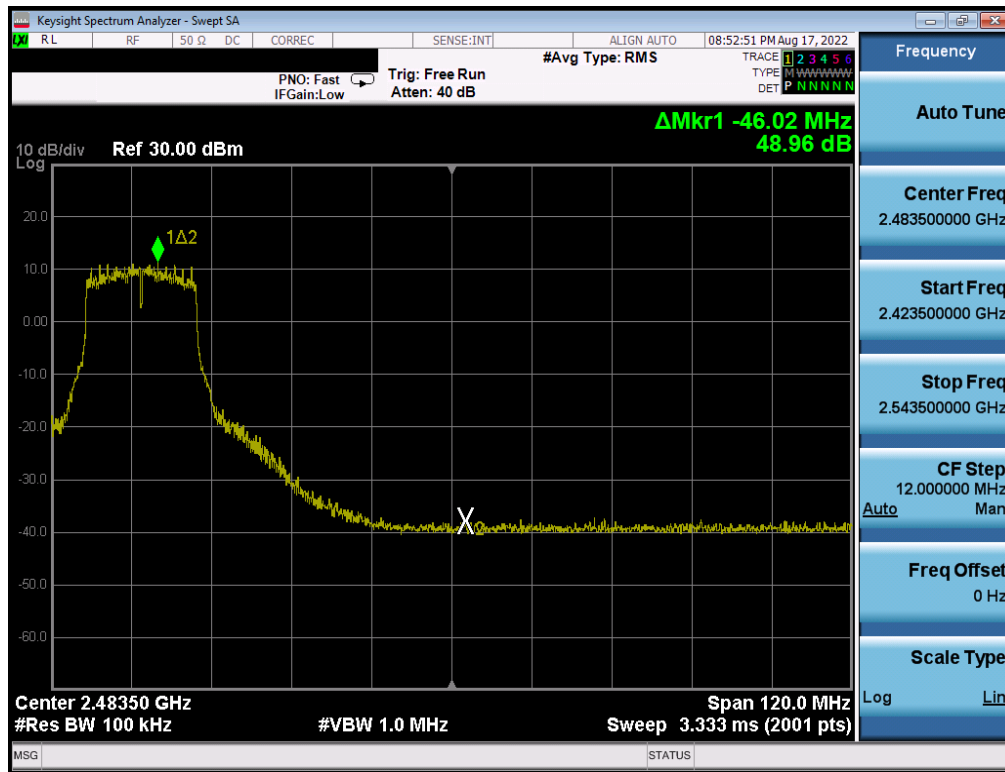 Keysight Spectrum Analyzer - Swept SA
LXI RL RF 50 Ω DC CORREC SENSE:INT ALIGN AUTO 08:52:51 PM Aug 17, 2022
#Avg Type: RMS
TRACE 1 2 3 4 5 6
PNO: Fast Trig: Free Run
TYPE M W W W W W
IFGain:Low Atten: 40 dB
DET P N N N N N
ΔMkr1 -46.02 MHz
48.96 dB
10 dB/div Ref 30.00 dBm
Log
20.0
1Δ2
10.0
0.00
-10.0
-20.0
-30.0
X2
-40.0
-50.0
-60.0
Center 2.48350 GHz Span 120.0 MHz
#Res BW 100 kHz #VBW 1.0 MHz Sweep 3.333 ms (2001 pts)
MSG STATUS
Frequency
Auto Tune
Center Freq
2.483500000 GHz
Start Freq
2.423500000 GHz
Stop Freq
2.543500000 GHz
CF Step
12.000000 MHz
Auto Man
Freq Offset
0 Hz
Scale Type
Log Lin